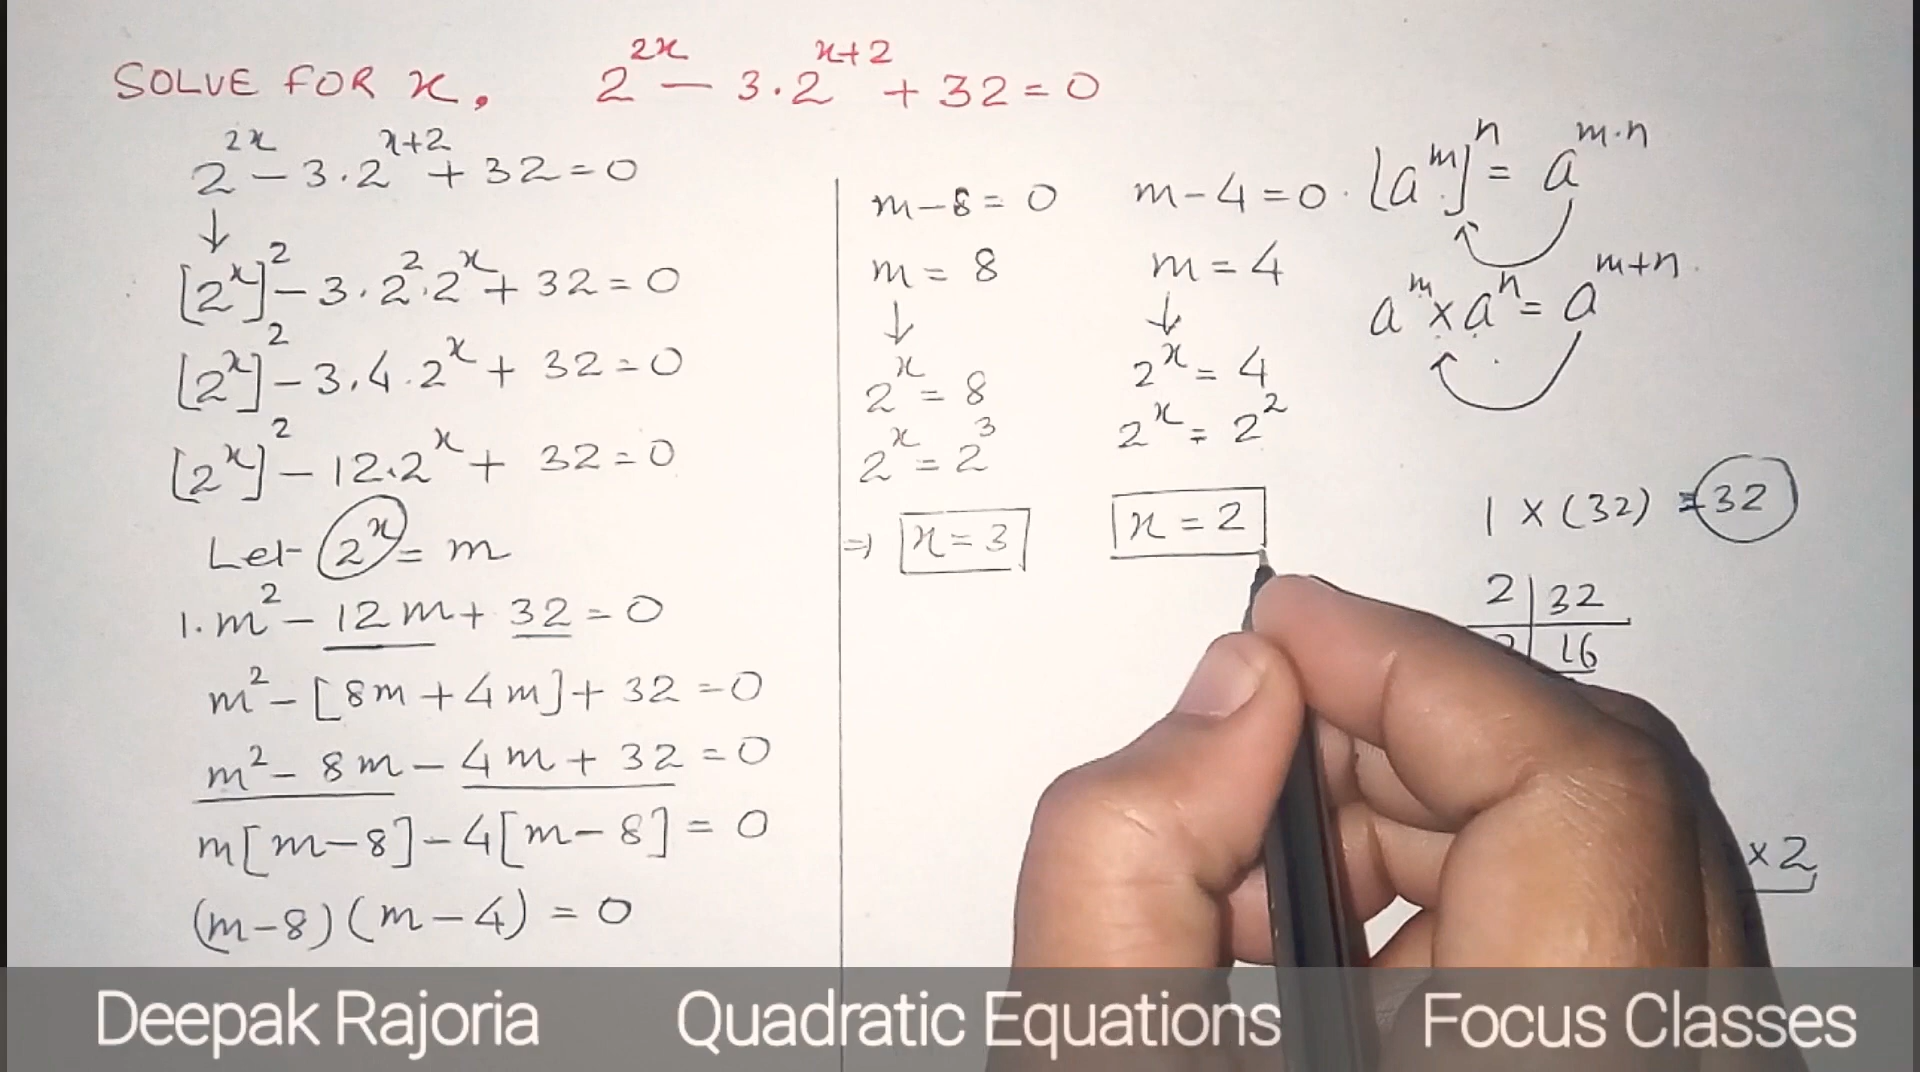 SOLVE FOR x, 2^{2x} - 3·2^{x+2} + 32 = 0
2^{2x} - 3·2^{x+2} + 32 = 0
↓
[2^x]^2 - 3·2^2·2^x + 32 = 0
[2^x]^2 - 3·4·2^x + 32 = 0
[2^x]^2 - 12·2^x + 32 = 0
Let 2^x = m
1·m^2 - 12m + 32 = 0
m^2 - [8m + 4m] + 32 = 0
m^2 - 8m - 4m + 32 = 0
m[m - 8] - 4[m - 8] = 0
(m - 8)(m - 4) = 0
m - 8 = 0
m = 8
↓
2^x = 8
2^x = 2^3
⇒ x = 3
m - 4 = 0
m = 4
↓
2^x = 4
2^x = 2^2
x = 2
[a^m]^n = a^{m·n}
a^m × a^n = a^{m+n}
1 × (32) = 32
2 | 32
16
× 2
Deepak Rajoria Quadratic Equations Focus Classes